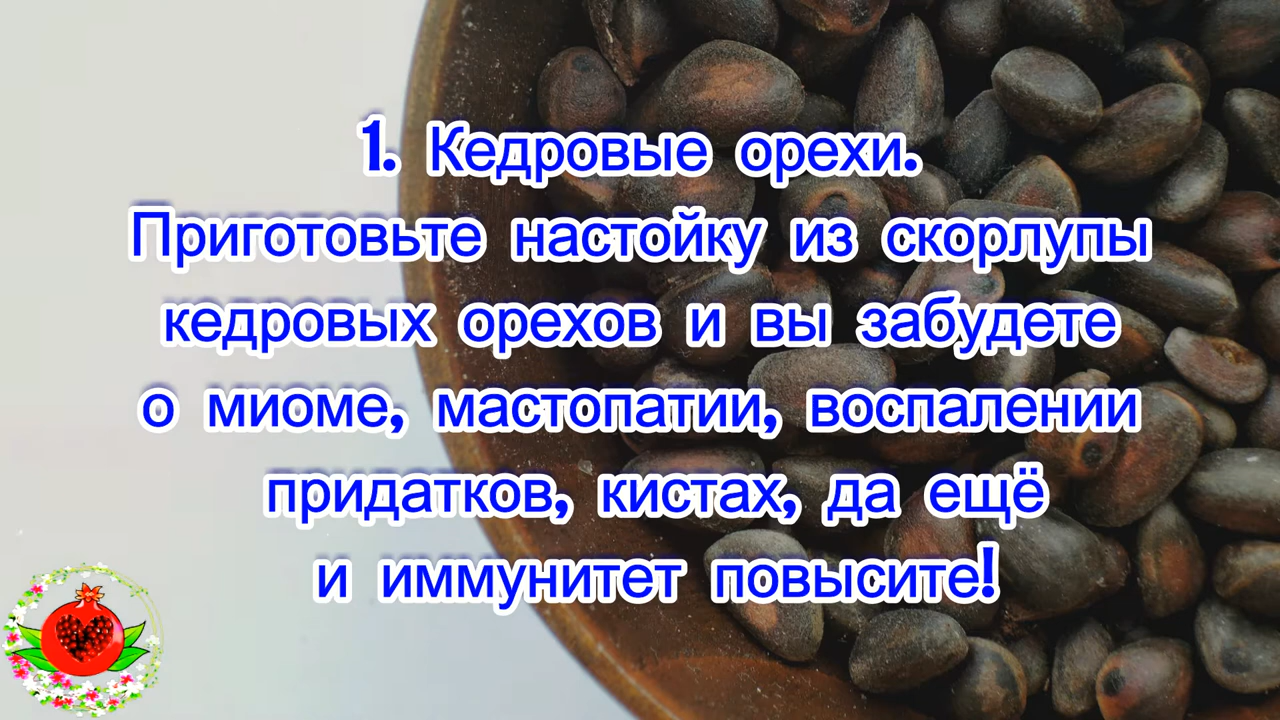 1. Кедровые орехи.
Приготовьте настойку из скорлупы
кедровых орехов и вы забудете
о миоме, мастопатии, воспалении
придатков, кистах, да ещё
и иммунитет повысите!